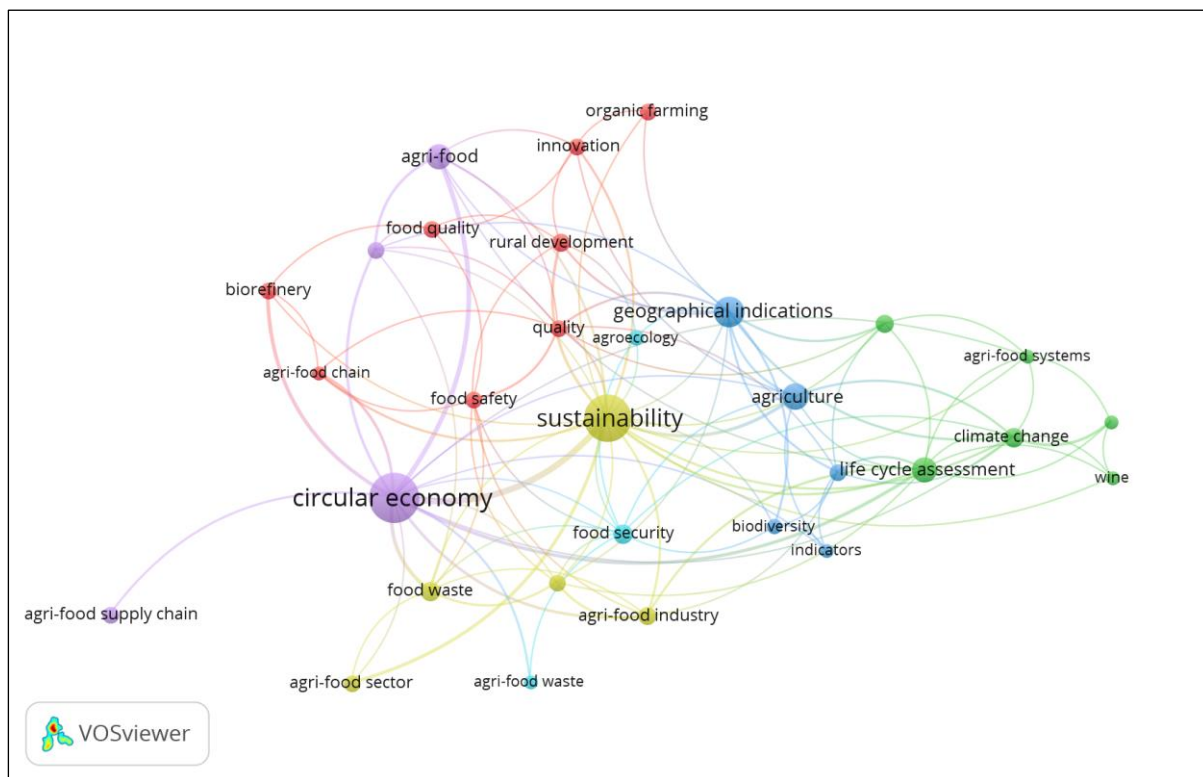 organic farming
innovation
agri-food
food quality
rural development
biorefinery
geographical indications
quality
agroecology
agri-food systems
agri-food chain
food safety
agriculture
sustainability
climate change
life cycle assessment
wine
circular economy
biodiversity
food security
indicators
food waste
agri-food supply chain
agri-food industry
agri-food sector
agri-food waste
VOSviewer